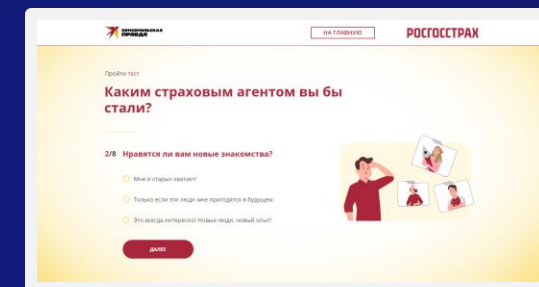 КОМСОМОЛЬСКАЯ
ПРАВДА
НА ГЛАВНУЮ
РОСГОССТРАХ
Пройти тест
Каким страховым агентом вы бы
стали?
2/8 Нравятся ли вам новые знакомства?
Мне и старых хватает!
Только если эти люди мне пригодятся в будущем
Это всегда интересно! Новые люди, новый опыт!
ДАЛЕЕ